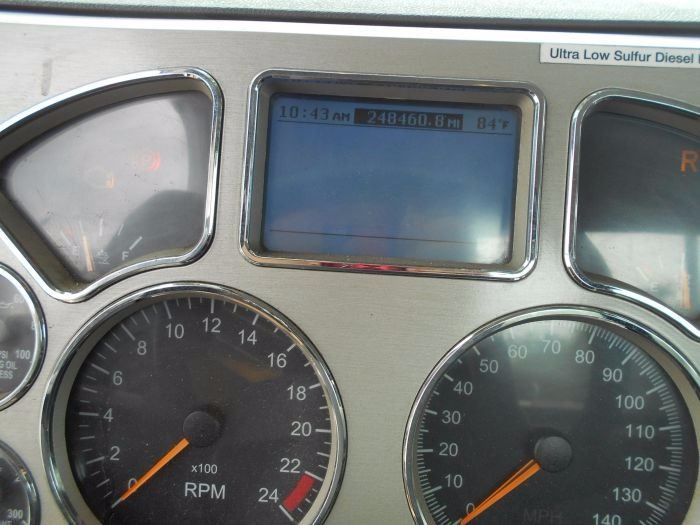 Ultra Low Sulfur Diesel
10:43 AM 248460.8 MI 84°F
R
F
10 12 14
8 16
6 18
4 20
2 22
0 24
x100
RPM
60 70 80
50 90
40 100
30 110
20 120
10 130
0 140
MPH
100
300